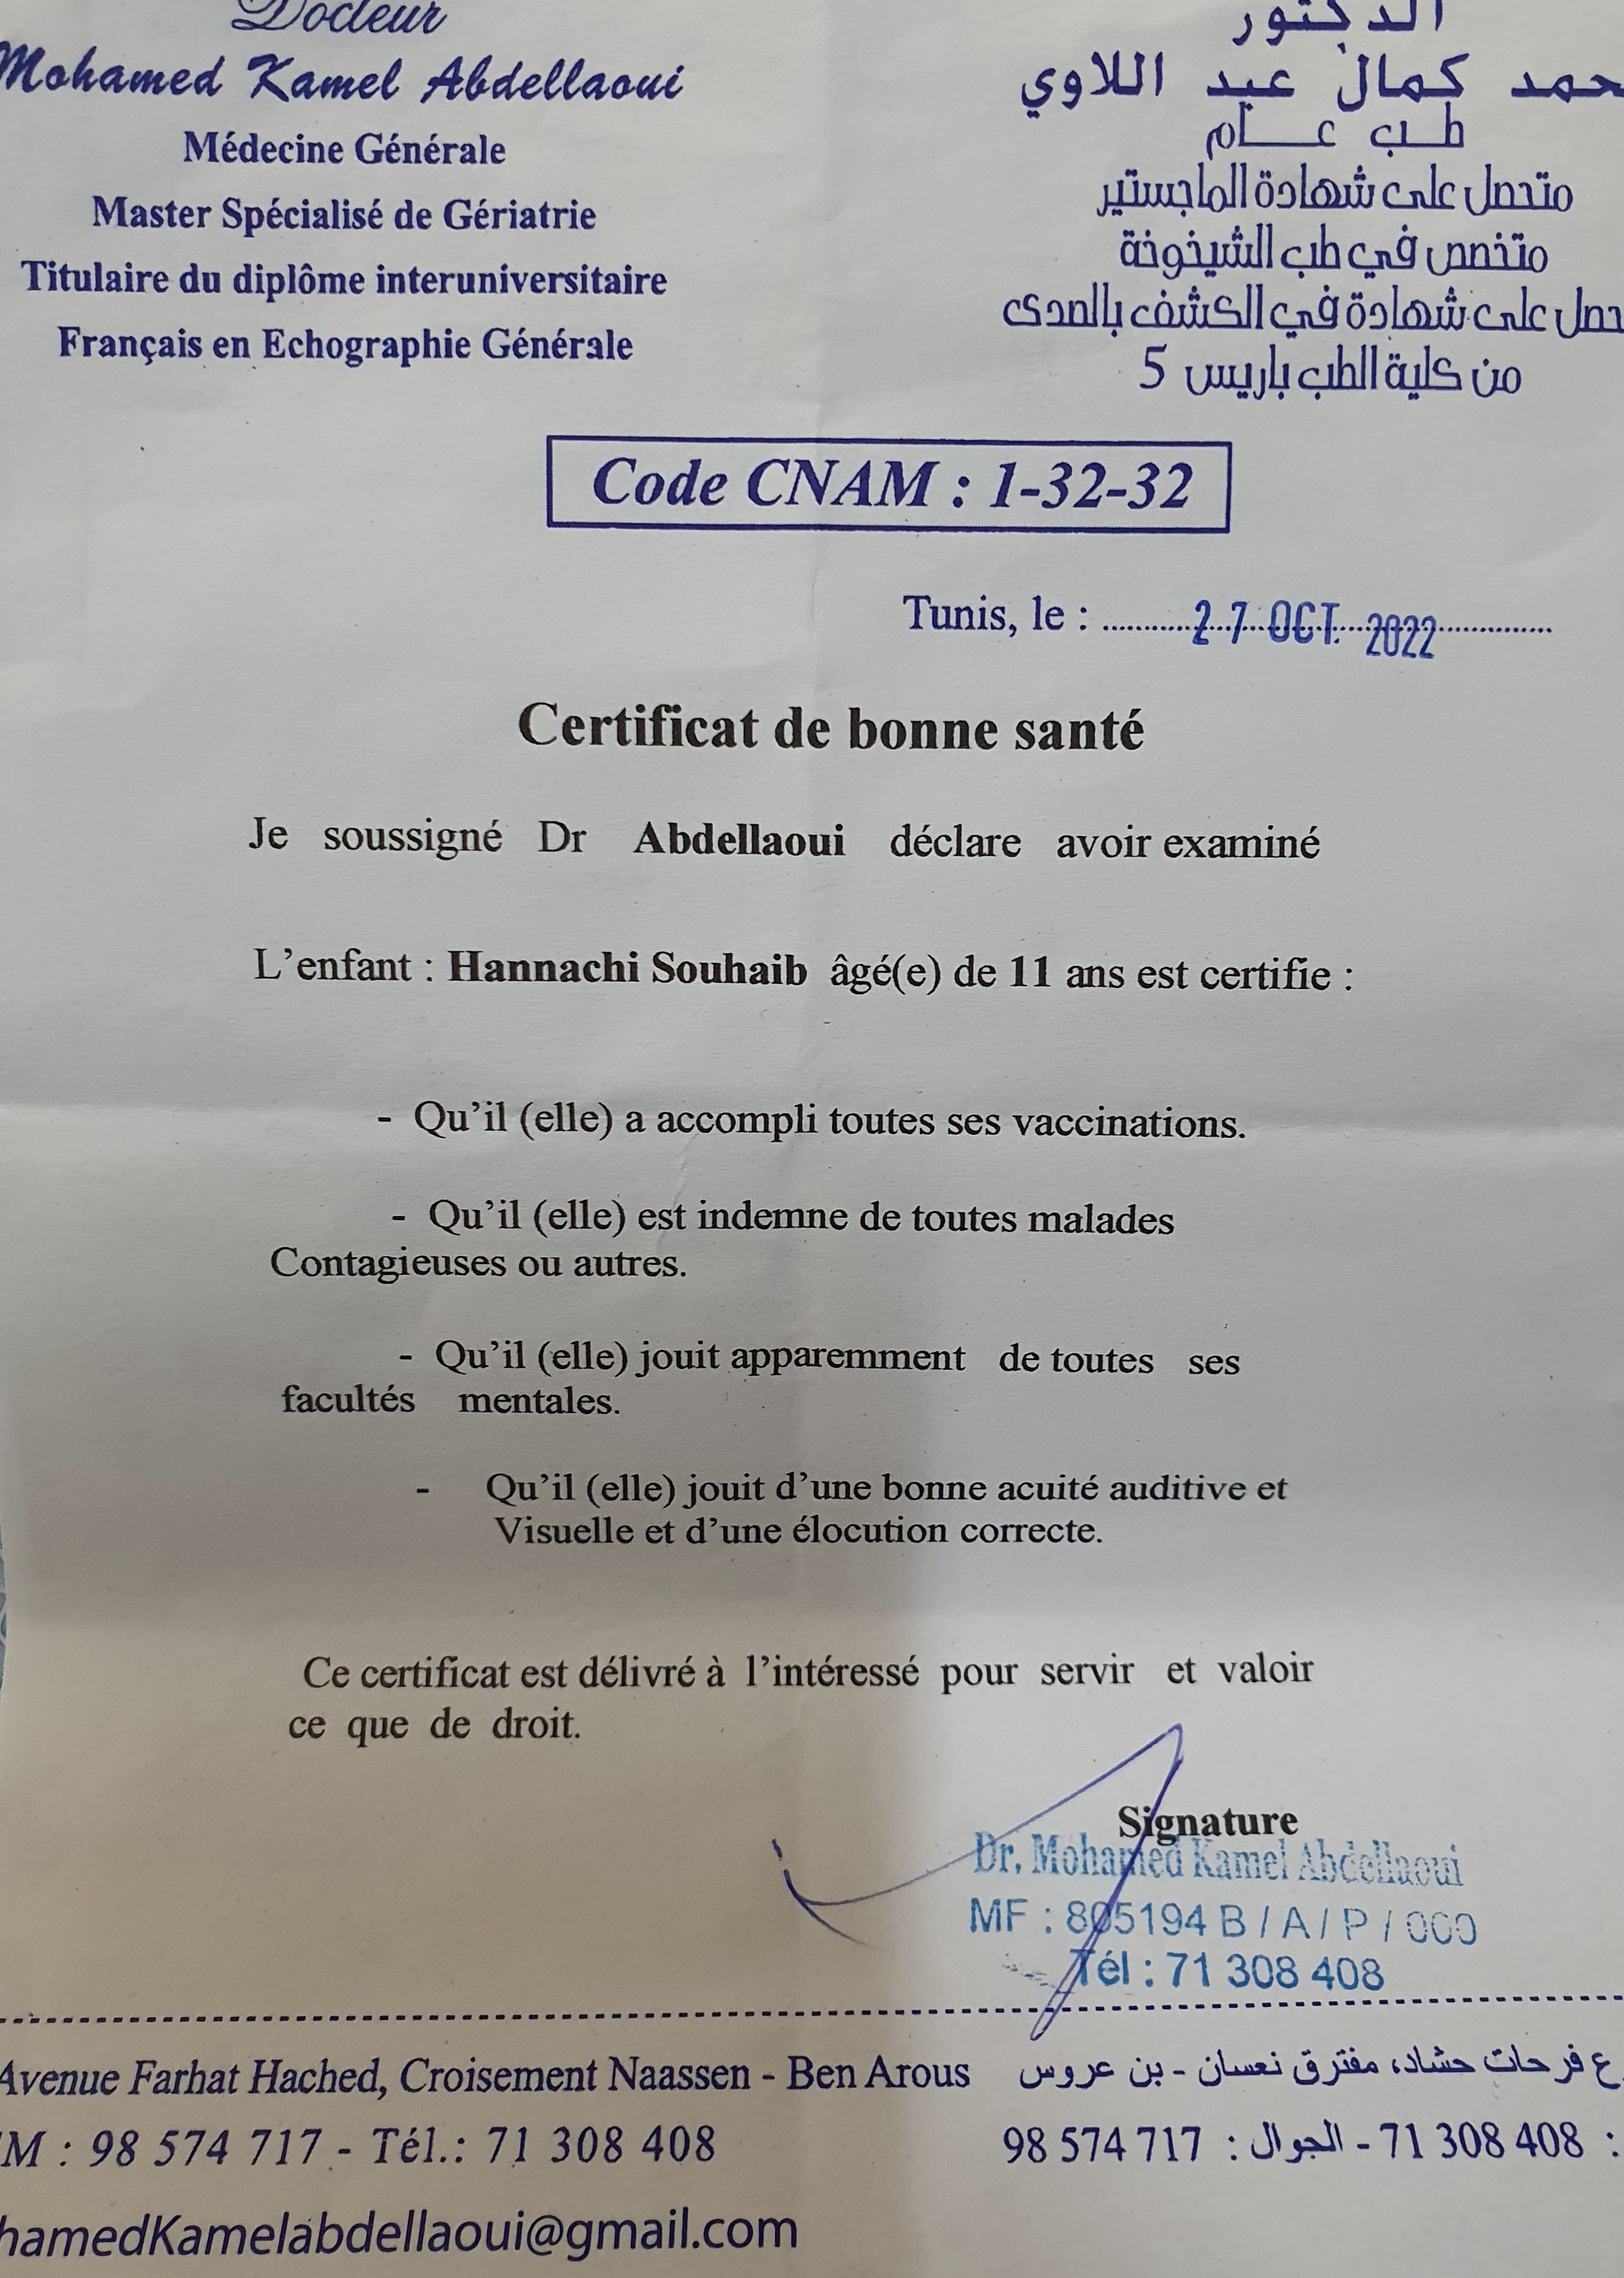 Docteur
Mohamed Kamel Abdellaoui
Médecine Générale
Master Spécialisé de Gériatrie
Titulaire du diplôme interuniversitaire
Français en Echographie Générale
الدكتور
كمال عبد اللاوي
طب عام
متحصل على شهادة الماجستير
متخصص في طب الشيخوخة
على شهادة في الكشف بالصدى
من كلية الطب باريس 5
Code CNAM : 1-32-32
Tunis, le : 27 OCT. 2022
Certificat de bonne santé
Je soussigné Dr Abdellaoui déclare avoir examiné
L'enfant : Hannachi Souhaib âgé(e) de 11 ans est certifie :
- Qu'il (elle) a accompli toutes ses vaccinations.
- Qu'il (elle) est indemne de toutes malades
Contagieuses ou autres.
- Qu'il (elle) jouit apparemment de toutes ses
facultés mentales.
- Qu'il (elle) jouit d'une bonne acuité auditive et
Visuelle et d'une élocution correcte.
Ce certificat est délivré à l'intéressé pour servir et valoir
ce que de droit.
Signature
Dr. Mohamed Kamel Abdellaoui
MF : 805194 B / A / P / 000
Tél : 71 308 408
Avenue Farhat Hached, Croisement Naassen - Ben Arous
فرحات حشاد، مفترق نعسان - بن عروس
M : 98 574 717 - Tél.: 71 308 408
: 71 308 408 - الجوال : 98 574 717
hamedKamelabdellaoui@gmail.com